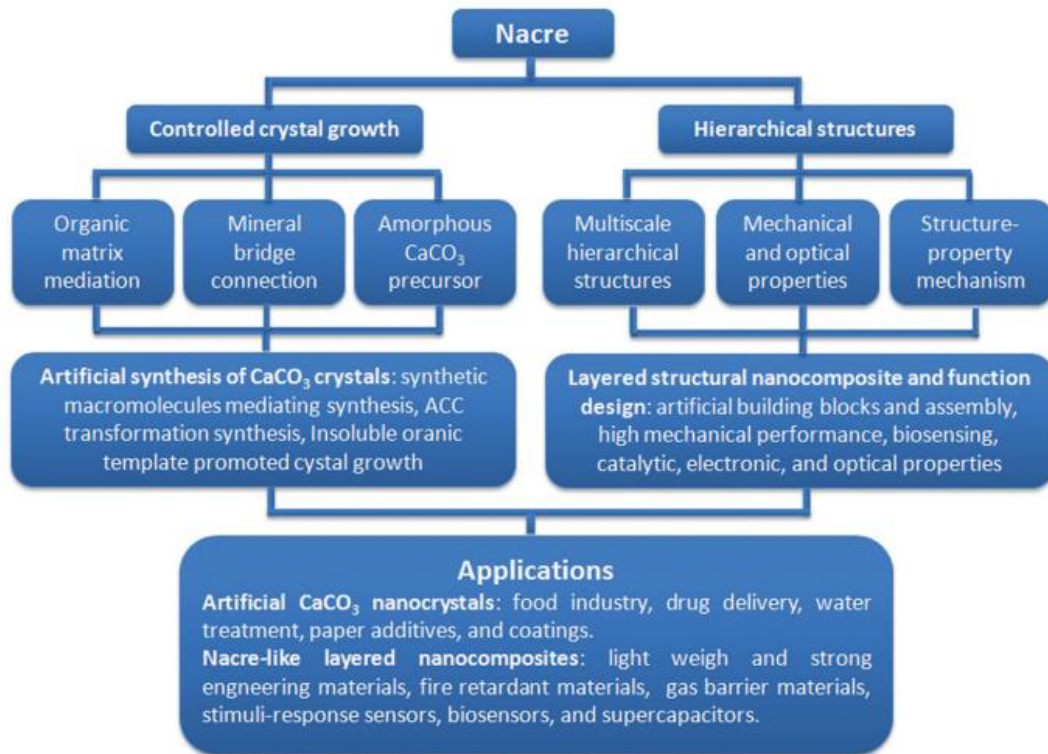 Nacre
Controlled crystal growth
Hierarchical structures
Organic
matrix
mediation
Mineral
bridge
connection
Amorphous
CaCO₃
precursor
Multiscale
hierarchical
structures
Mechanical
and optical
properties
Structure-
property
mechanism
Artificial synthesis of CaCO₃ crystals: synthetic
macromolecules mediating synthesis, ACC
transformation synthesis, Insoluble oranic
template promoted cystal growth
Layered structural nanocomposite and function
design: artificial building blocks and assembly,
high mechanical performance, biosensing,
catalytic, electronic, and optical properties
Applications
Artificial CaCO₃ nanocrystals: food industry, drug delivery, water
treatment, paper additives, and coatings.
Nacre-like layered nanocomposites: light weigh and strong
engneering materials, fire retardant materials, gas barrier materials,
stimuli-response sensors, biosensors, and supercapacitors.